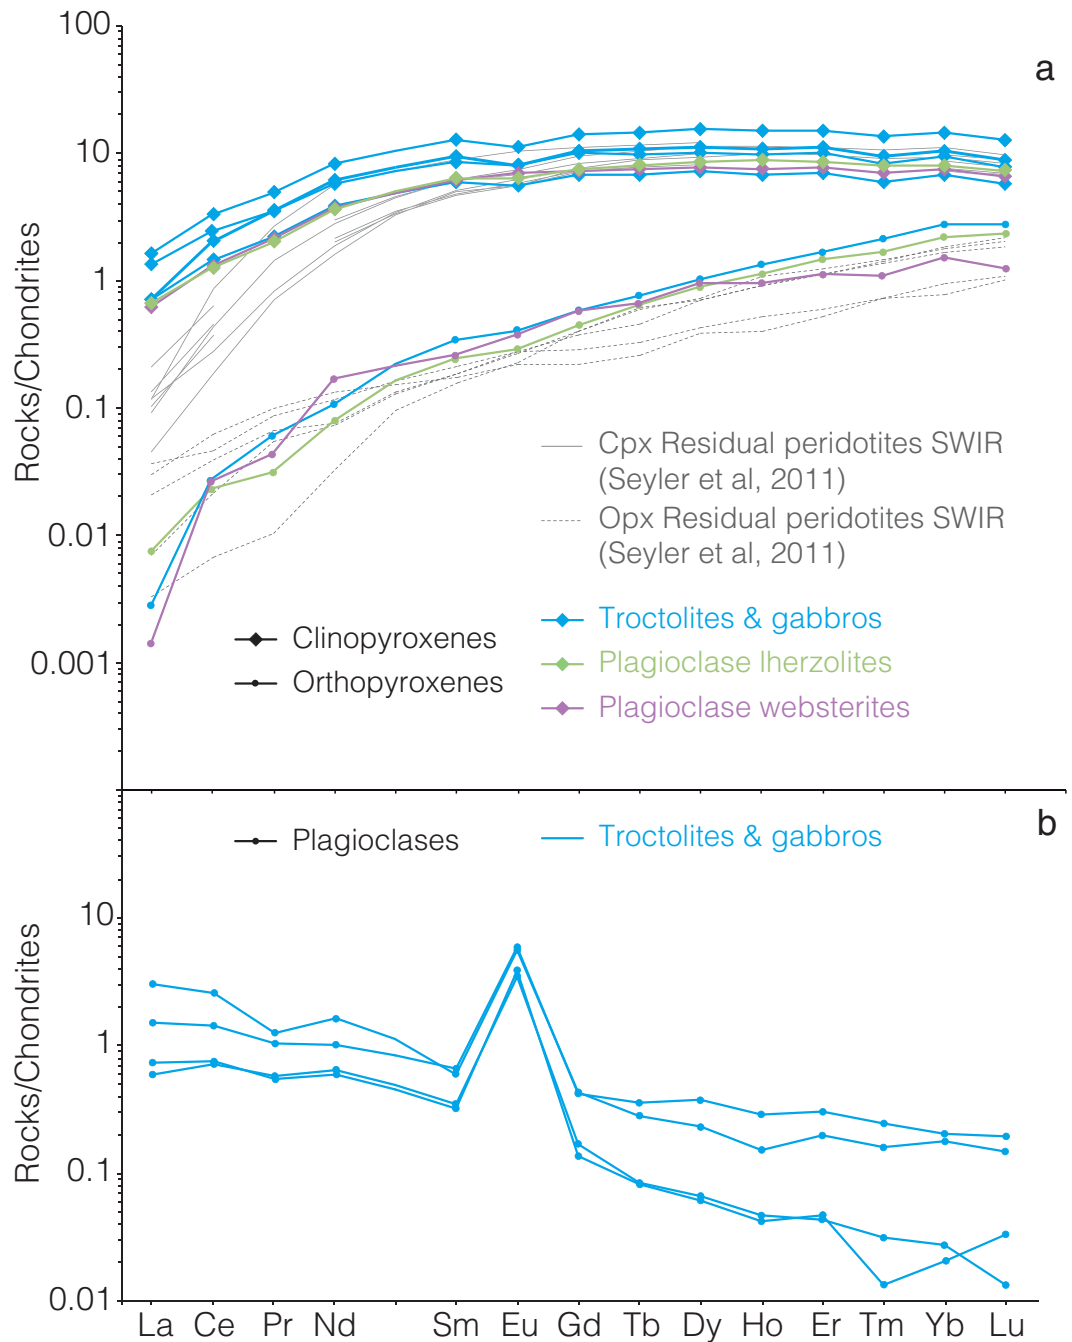 100
a
10
1
0.1
0.01
0.001
Rocks/Chondrites
Cpx Residual peridotites SWIR
(Seyler et al, 2011)
Opx Residual peridotites SWIR
(Seyler et al, 2011)
Clinopyroxenes
Orthopyroxenes
Troctolites & gabbros
Plagioclase lherzolites
Plagioclase websterites
b
Plagioclases
Troctolites & gabbros
10
1
0.1
0.01
Rocks/Chondrites
La Ce Pr Nd Sm Eu Gd Tb Dy Ho Er Tm Yb Lu